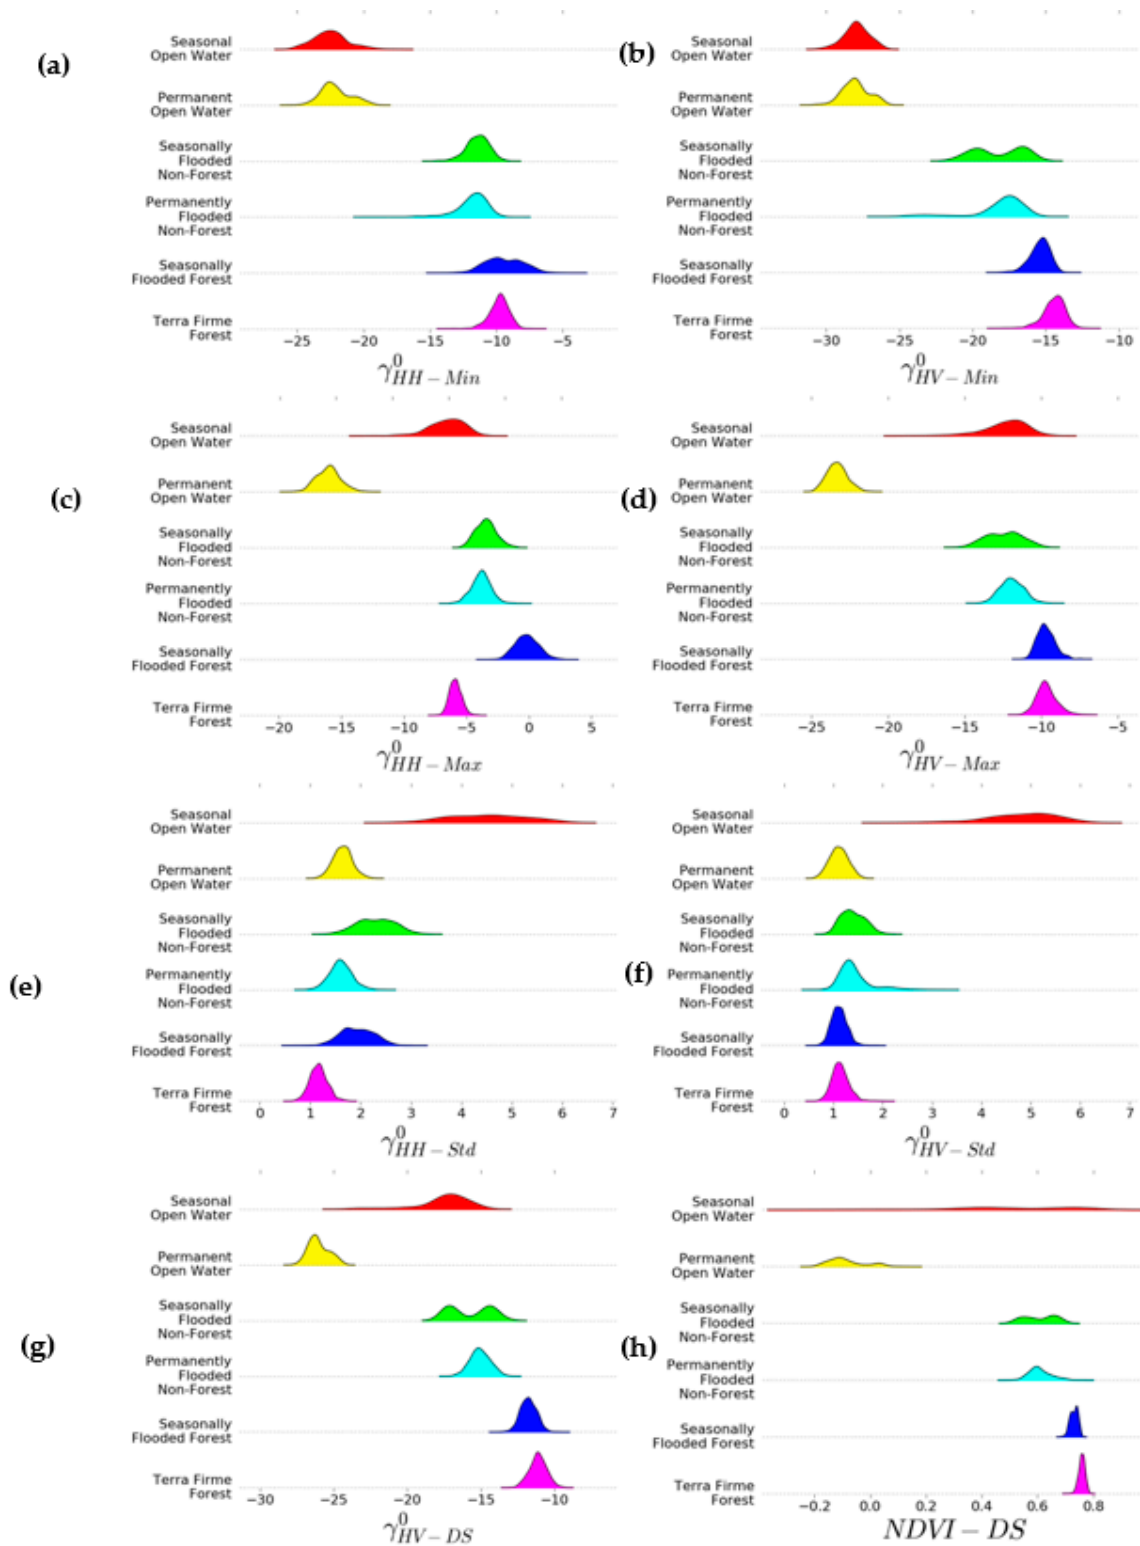 (a)
Seasonal
Open Water
Permanent
Open Water
Seasonally
Flooded
Non-Forest
Permanently
Flooded
Non-Forest
Seasonally
Flooded Forest
Terra Firme
Forest
−25 −20 −15 −10 −5
γ⁰HH−Min
(b)
Seasonal
Open Water
Permanent
Open Water
Seasonally
Flooded
Non-Forest
Permanently
Flooded
Non-Forest
Seasonally
Flooded Forest
Terra Firme
Forest
−30 −25 −20 −15 −10
γ⁰HV−Min
(c)
Seasonal
Open Water
Permanent
Open Water
Seasonally
Flooded
Non-Forest
Permanently
Flooded
Non-Forest
Seasonally
Flooded Forest
Terra Firme
Forest
−20 −15 −10 −5 0 5
γ⁰HH−Max
(d)
Seasonal
Open Water
Permanent
Open Water
Seasonally
Flooded
Non-Forest
Permanently
Flooded
Non-Forest
Seasonally
Flooded Forest
Terra Firme
Forest
−25 −20 −15 −10 −5
γ⁰HV−Max
(e)
Seasonal
Open Water
Permanent
Open Water
Seasonally
Flooded
Non-Forest
Permanently
Flooded
Non-Forest
Seasonally
Flooded Forest
Terra Firme
Forest
0 1 2 3 4 5 6 7
γ⁰HH−Std
(f)
Seasonal
Open Water
Permanent
Open Water
Seasonally
Flooded
Non-Forest
Permanently
Flooded
Non-Forest
Seasonally
Flooded Forest
Terra Firme
Forest
0 1 2 3 4 5 6 7
γ⁰HV−Std
(g)
Seasonal
Open Water
Permanent
Open Water
Seasonally
Flooded
Non-Forest
Permanently
Flooded
Non-Forest
Seasonally
Flooded Forest
Terra Firme
Forest
−30 −25 −20 −15 −10
γ⁰HV−DS
(h)
Seasonal
Open Water
Permanent
Open Water
Seasonally
Flooded
Non-Forest
Permanently
Flooded
Non-Forest
Seasonally
Flooded Forest
Terra Firme
Forest
−0.2 0.0 0.2 0.4 0.6 0.8
NDVI−DS